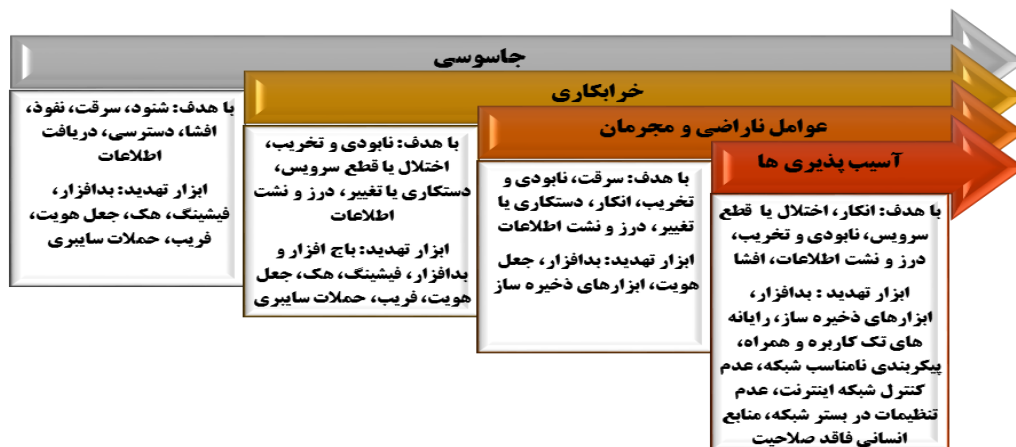 جاسوسی
با هدف: شنود، سرقت، نفوذ،
افشا، دسترسی، دریافت
اطلاعات
ابزار تهدید: بدافزار،
فیشینگ، هک، جعل هویت،
فریب، حملات سایبری
خرابکاری
با هدف: نابودی و تخریب،
اختلال یا قطع سرویس،
دستکاری یا تغییر، درز و نشت
اطلاعات
ابزار تهدید: باج افزار و
بدافزار، فیشینگ، هک، جعل
هویت، فریب، حملات سایبری
عوامل ناراضی و مجرمان
با هدف: سرقت، نابودی و
تخریب، انکار، دستکاری یا
تغییر، درز و نشت اطلاعات
ابزار تهدید: بدافزار، جعل
هویت، ابزارهای ذخیره ساز
آسیب پذیری ها
با هدف: انکار، اختلال یا قطع
سرویس، نابودی و تخریب،
درز و نشت اطلاعات، افشا
ابزار تهدید : بدافزار،
ابزارهای ذخیره ساز، رایانه
های تک کاربره و همراه،
پیکربندی نامناسب شبکه، عدم
کنترل شبکه اینترنت، عدم
تنظیمات در بستر شبکه، منابع
انسانی فاقد صلاحیت